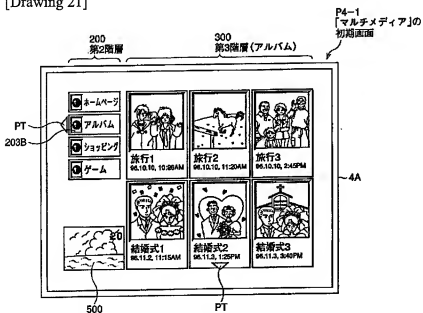 [Drawing 21]
P4-1
「マルチメディア」の
初期画面
200
第2階層
300
第3階層(アルバム)
PT
203B
ホームページ
アルバム
ショッピング
ゲーム
旅行1
96.10.10, 10:26AM
旅行2
96.10.10, 11:20AM
旅行3
96.10.10, 2:45PM
4A
結婚式1
96.11.2, 11:15AM
結婚式2
96.11.3, 1:25PM
結婚式3
96.11.3, 3:40PM
20
500
PT